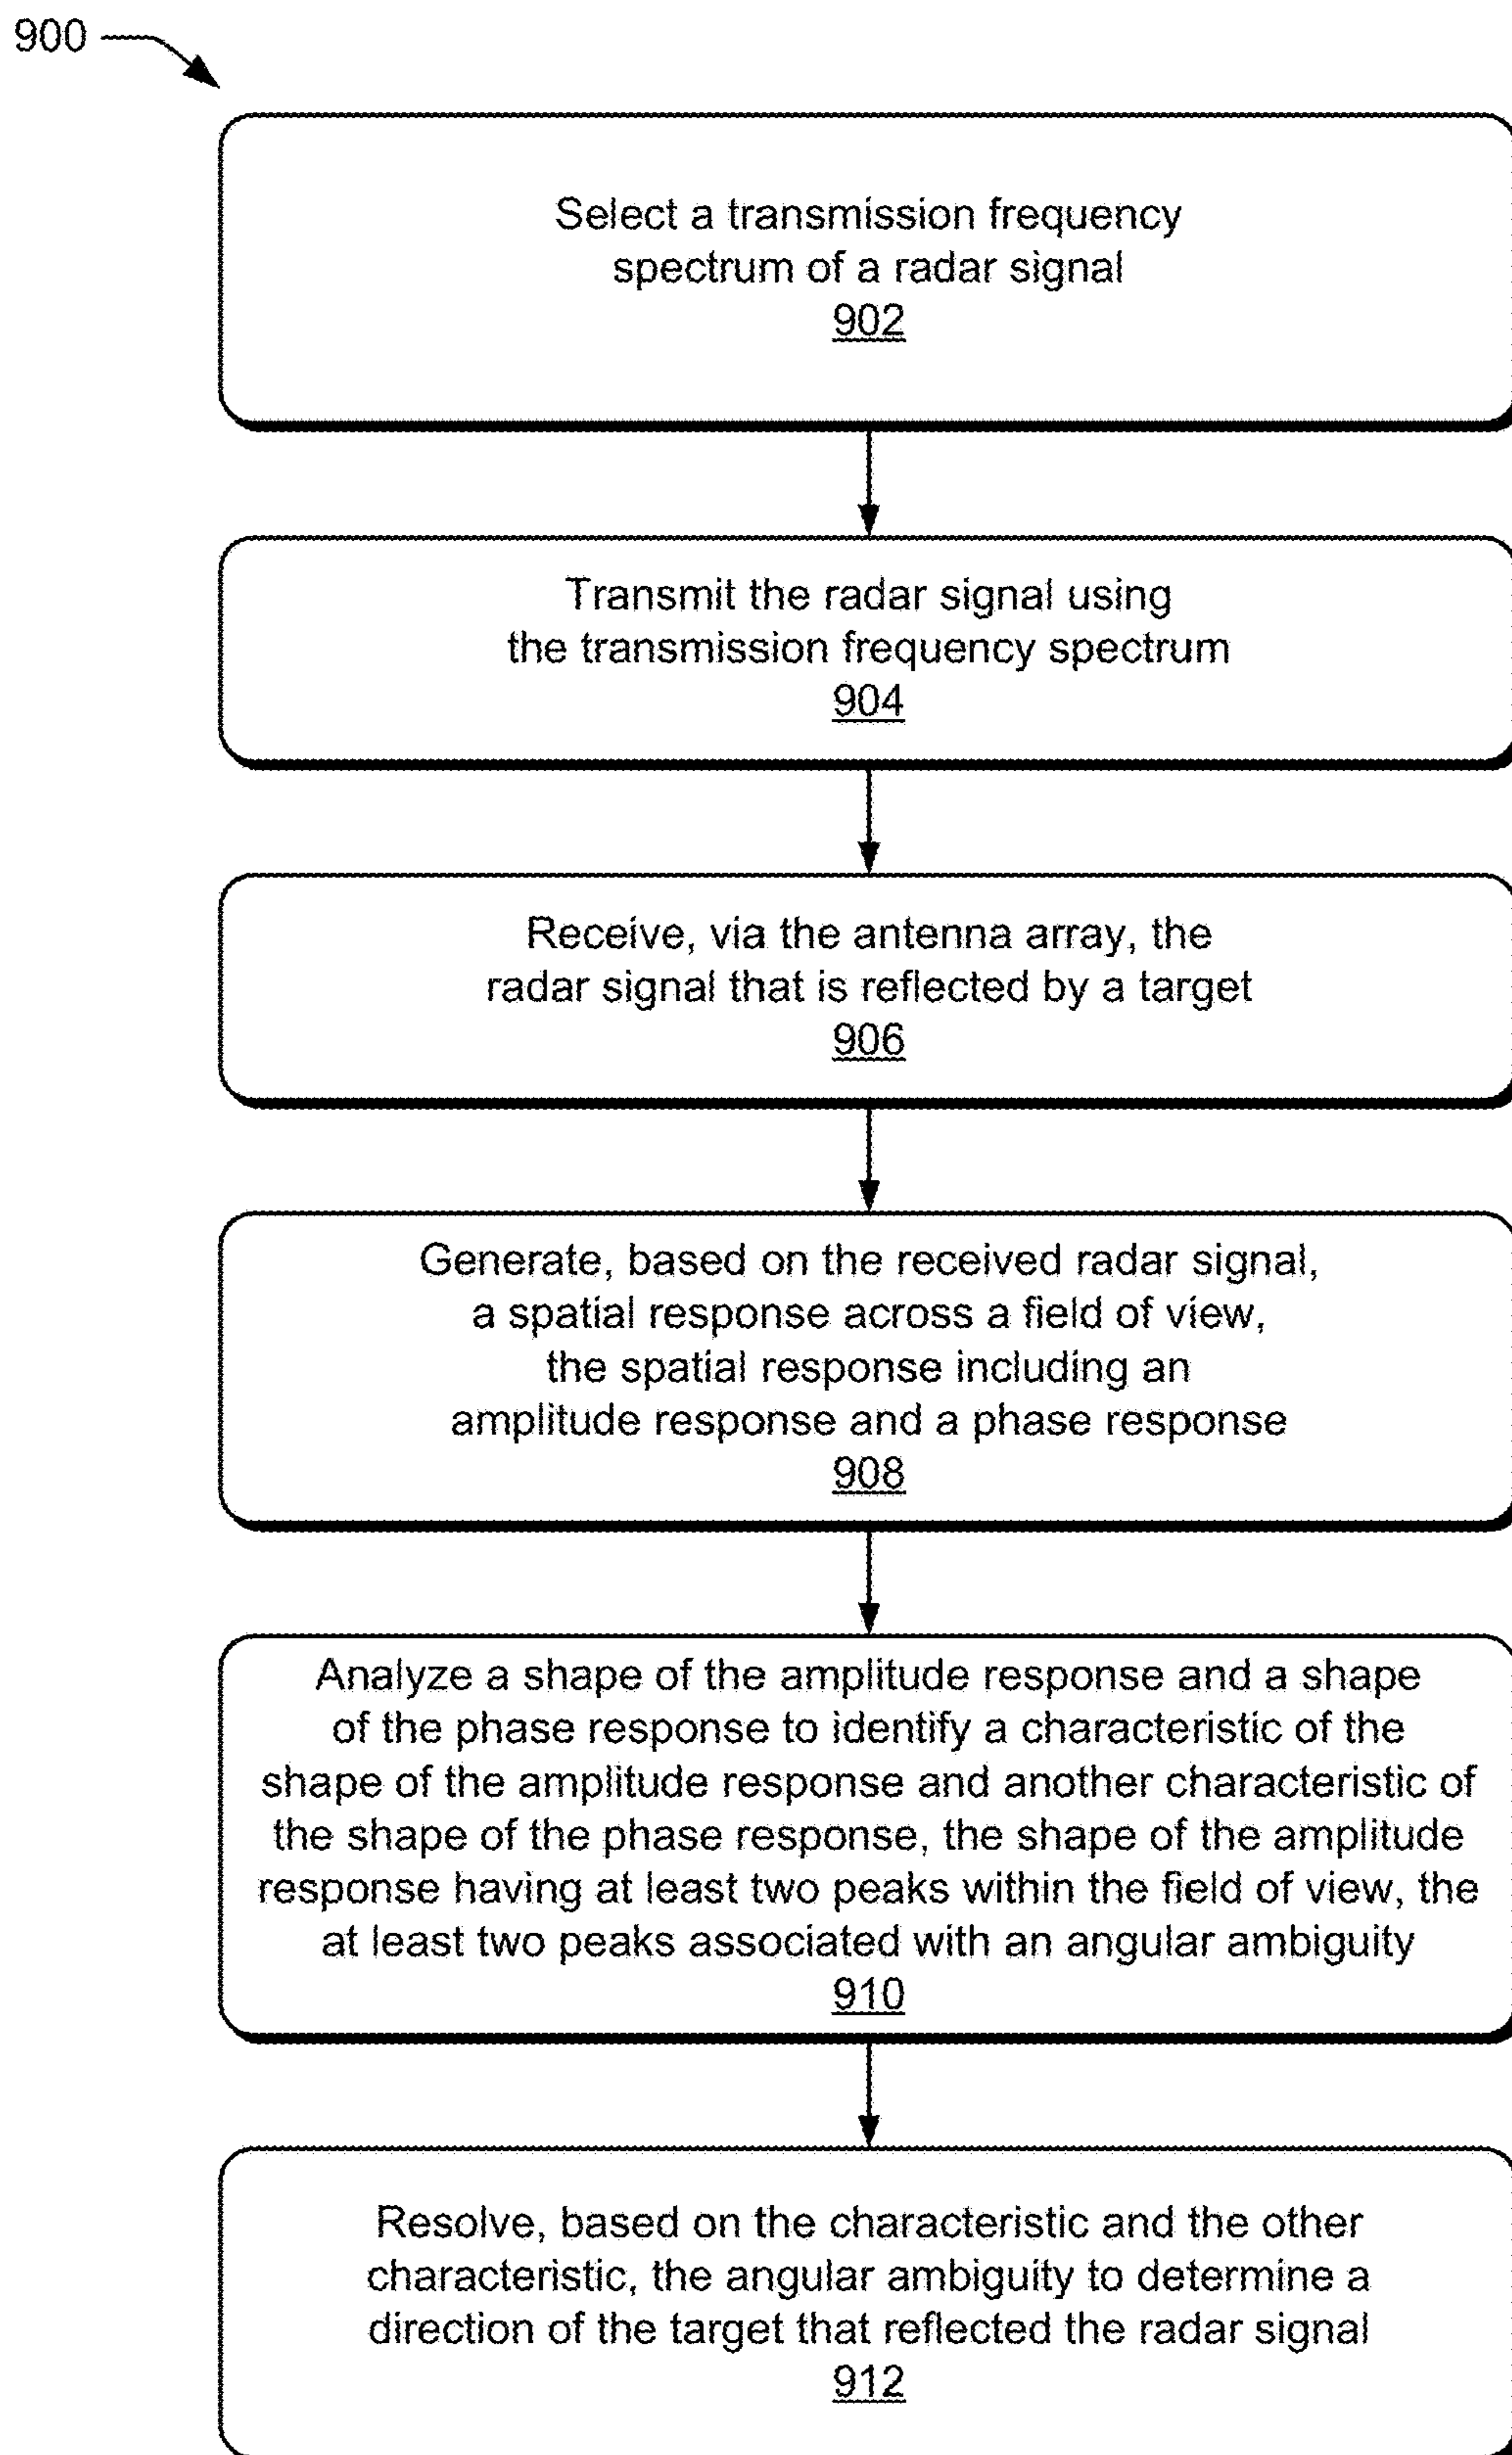 900
Select a transmission frequency
spectrum of a radar signal
902
Transmit the radar signal using
the transmission frequency spectrum
904
Receive, via the antenna array, the
radar signal that is reflected by a target
906
Generate, based on the received radar signal,
a spatial response across a field of view,
the spatial response including an
amplitude response and a phase response
908
Analyze a shape of the amplitude response and a shape
of the phase response to identify a characteristic of the
shape of the amplitude response and another characteristic of
the shape of the phase response, the shape of the amplitude
response having at least two peaks within the field of view, the
at least two peaks associated with an angular ambiguity
910
Resolve, based on the characteristic and the other
characteristic, the angular ambiguity to determine a
direction of the target that reflected the radar signal
912